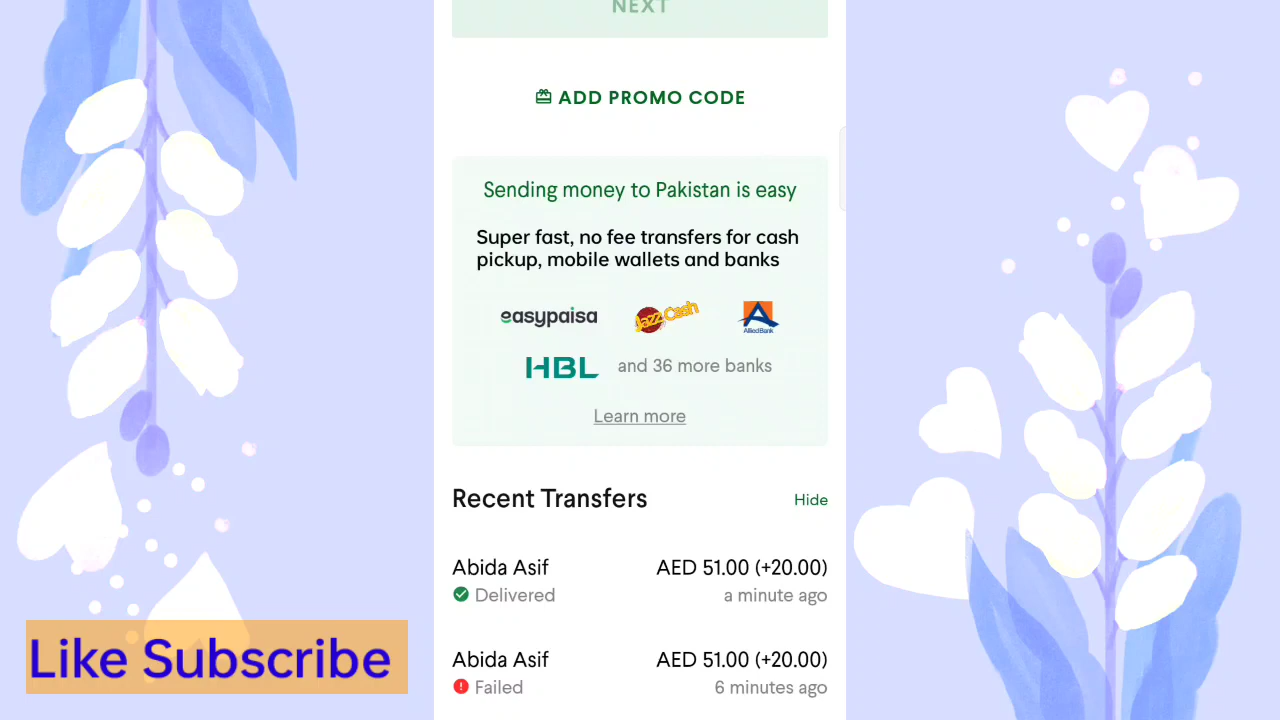 NEXT
ADD PROMO CODE
Sending money to Pakistan is easy
Super fast, no fee transfers for cash
pickup, mobile wallets and banks
easypaisa JazzCash Allied Bank
HBL and 36 more banks
Learn more
Recent Transfers Hide
Abida Asif AED 51.00 (+20.00)
Delivered a minute ago
Abida Asif AED 51.00 (+20.00)
Failed 6 minutes ago
Like Subscribe